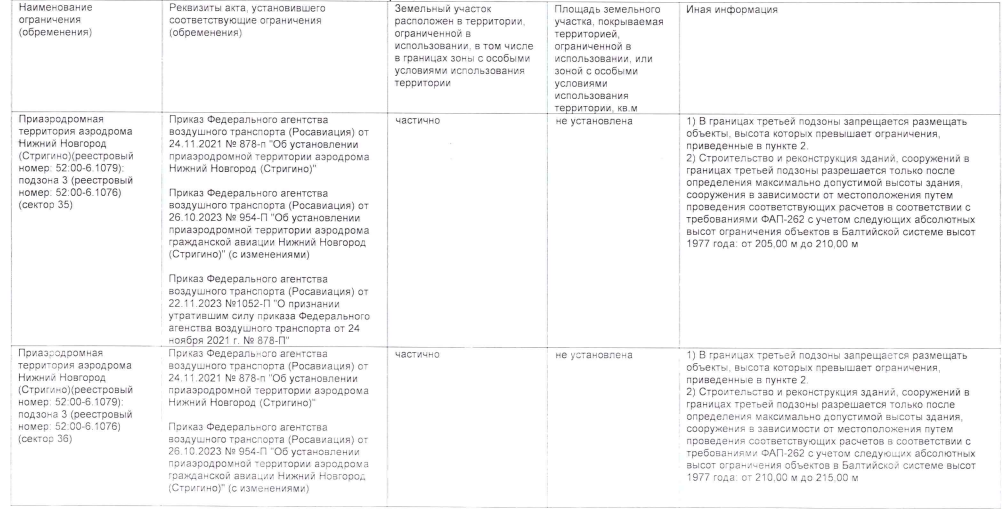 Наименование
ограничения
(обременения)
Реквизиты акта, установившего
соответствующие ограничения
(обременения)
Земельный участок
расположен в территории,
ограниченной в
использовании, в том числе
в границах зоны с особыми
условиями использования
территории
Площадь земельного
участка, покрываемая
территорией,
ограниченной в
использовании, или
зоной с особыми
условиями
использования
территории, кв.м
Иная информация
Приаэродромная
территория аэродрома
Нижний Новгород
(Стригино)(реестровый
номер: 52:00-6.1079):
подзона 3 (реестровый
номер: 52:00-6.1076)
(сектор 35)
Приказ Федерального агентства
воздушного транспорта (Росавиация) от
24.11.2021 № 878-п "Об установлении
приаэродромной территории аэродрома
Нижний Новгород (Стригино)"
Приказ Федерального агентства
воздушного транспорта (Росавиация) от
26.10.2023 № 954-П "Об установлении
приаэродромной территории аэродрома
гражданской авиации Нижний Новгород
(Стригино)" (с изменениями)
Приказ Федерального агентства
воздушного транспорта (Росавиация) от
22.11.2023 №1052-П "О признании
утратившим силу приказа Федерального
агенства воздушного транспорта от 24
ноября 2021 г. № 878-П"
частично
не установлена
1) В границах третьей подзоны запрещается размещать
объекты, высота которых превышает ограничения,
приведенные в пункте 2.
2) Строительство и реконструкция зданий, сооружений в
границах третьей подзоны разрешается только после
определения максимально допустимой высоты здания,
сооружения в зависимости от местоположения путем
проведения соответствующих расчетов в соответствии с
требованиями ФАП-262 с учетом следующих абсолютных
высот ограничения объектов в Балтийской системе высот
1977 года: от 205,00 м до 210,00 м
Приаэродромная
территория аэродрома
Нижний Новгород
(Стригино)(реестровый
номер: 52:00-6.1079):
подзона 3 (реестровый
номер: 52:00-6.1076)
(сектор 36)
Приказ Федерального агентства
воздушного транспорта (Росавиация) от
24.11.2021 № 878-п "Об установлении
приаэродромной территории аэродрома
Нижний Новгород (Стригино)"
Приказ Федерального агентства
воздушного транспорта (Росавиация) от
26.10.2023 № 954-П "Об установлении
приаэродромной территории аэродрома
гражданской авиации Нижний Новгород
(Стригино)" (с изменениями)
частично
не установлена
1) В границах третьей подзоны запрещается размещать
объекты, высота которых превышает ограничения,
приведенные в пункте 2.
2) Строительство и реконструкция зданий, сооружений в
границах третьей подзоны разрешается только после
определения максимально допустимой высоты здания,
сооружения в зависимости от местоположения путем
проведения соответствующих расчетов в соответствии с
требованиями ФАП-262 с учетом следующих абсолютных
высот ограничения объектов в Балтийской системе высот
1977 года: от 210,00 м до 215,00 м